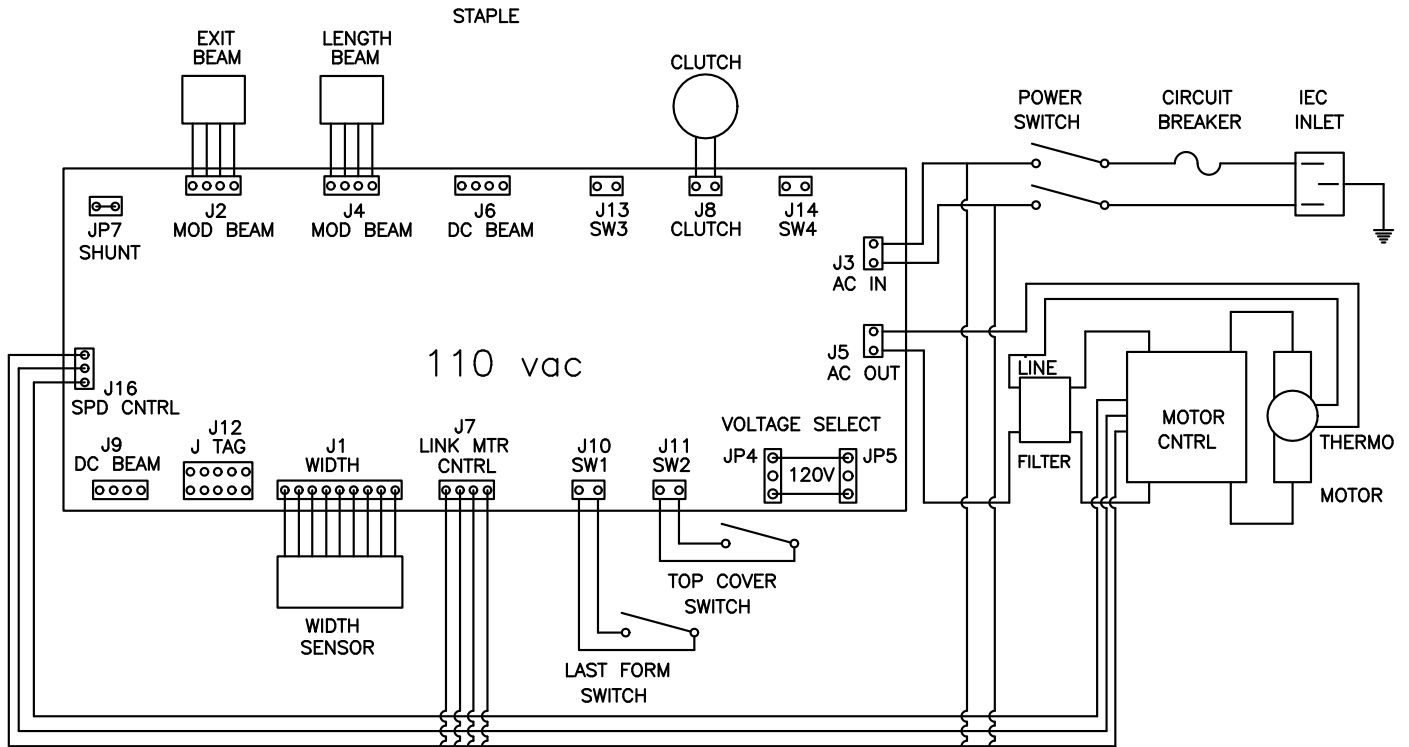 STAPLE
EXIT
BEAM
LENGTH
BEAM
CLUTCH
POWER
SWITCH
CIRCUIT
BREAKER
IEC
INLET
JP7
SHUNT
J2
MOD BEAM
J4
MOD BEAM
J6
DC BEAM
J13
SW3
J8
CLUTCH
J14
SW4
J3
AC IN
J5
AC OUT
110 vac
J16
SPD CNTRL
LINE
FILTER
MOTOR
CNTRL
THERMO
MOTOR
J9
DC BEAM
J12
J TAG
J1
WIDTH
J7
LINK MTR
CNTRL
J10
SW1
J11
SW2
VOLTAGE SELECT
JP4
120V
JP5
TOP COVER
SWITCH
WIDTH
SENSOR
LAST FORM
SWITCH